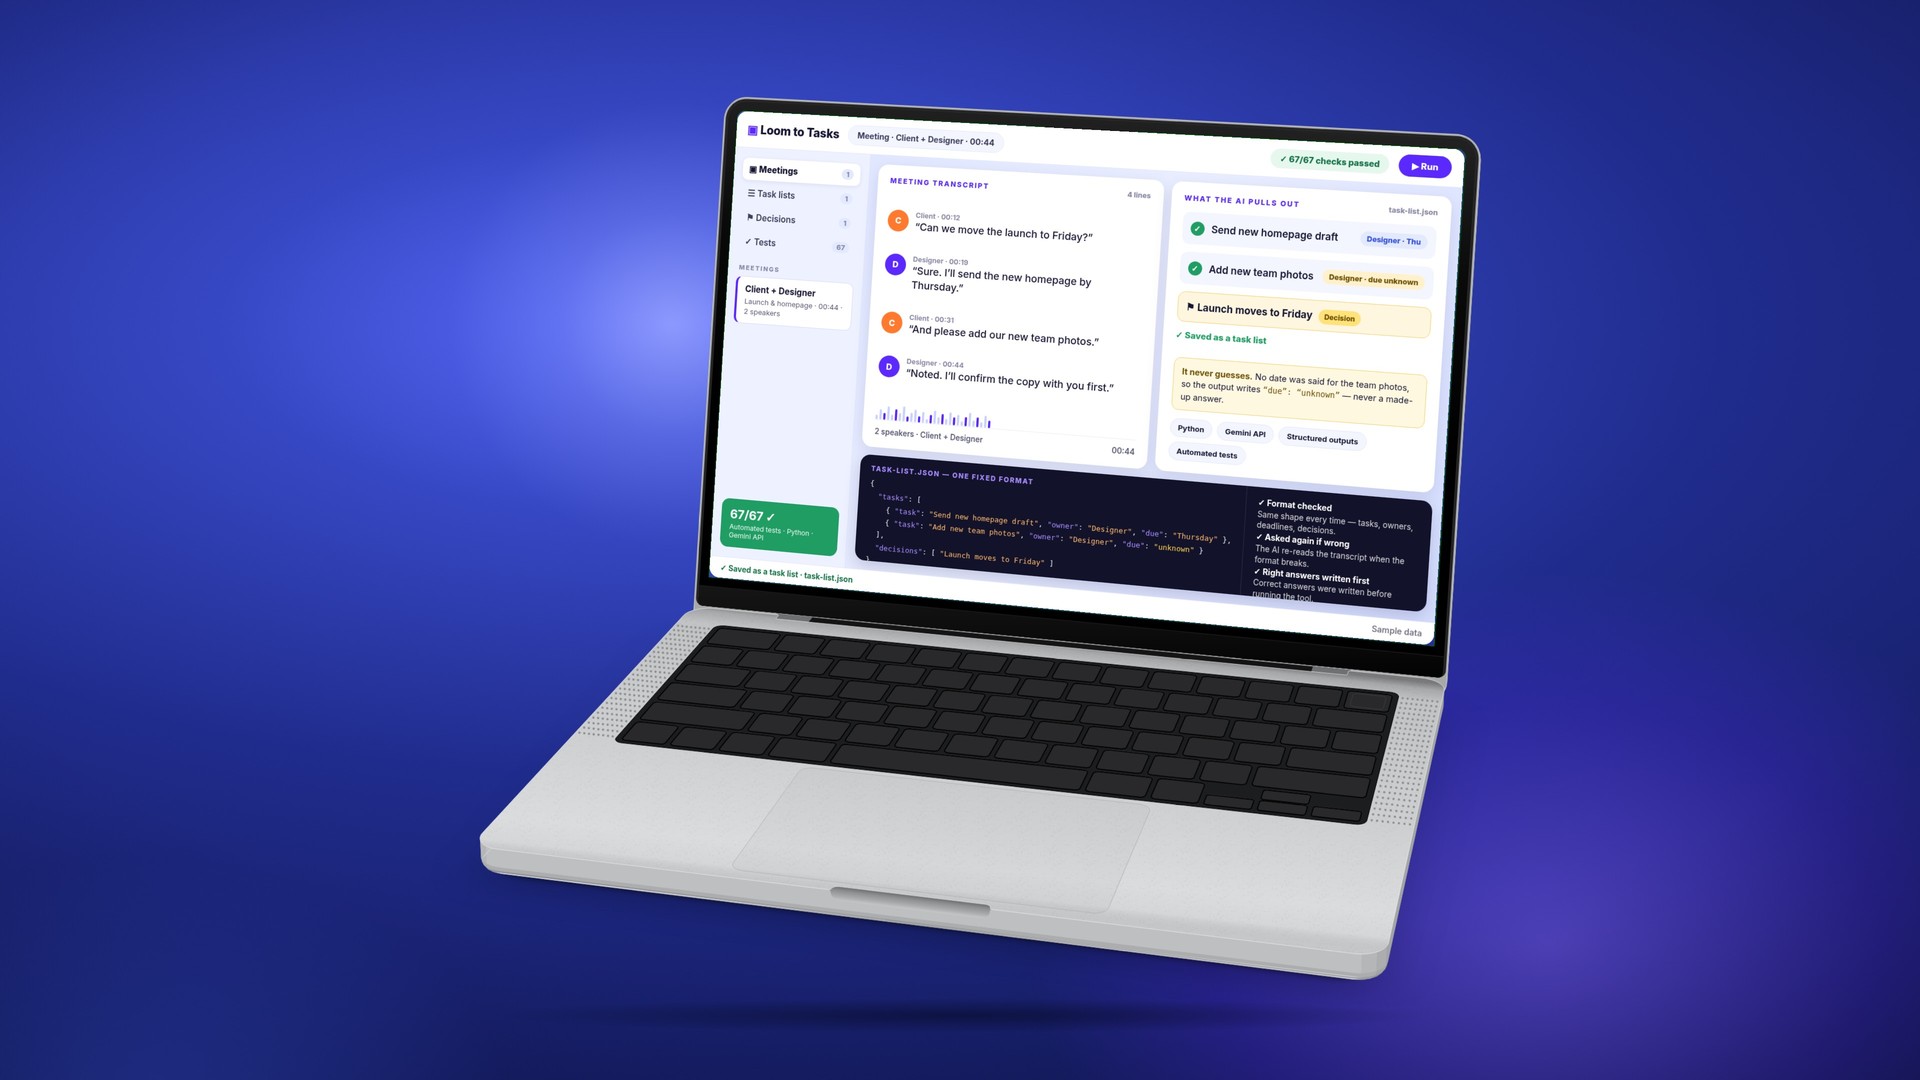 Loom to Tasks
Meeting · Client + Designer · 00:44
✓ 67/67 checks passed
▶ Run
Meetings 1
Task lists 1
Decisions 1
✓ Tests 67
MEETINGS
Client + Designer
Launch & homepage · 00:44 ·
2 speakers
67/67 ✓
Automated tests · Python ·
Gemini API
MEETING TRANSCRIPT
4 lines
C
Client · 00:12
“Can we move the launch to Friday?”
D
Designer · 00:19
“Sure. I’ll send the new homepage by
Thursday.”
C
Client · 00:31
“And please add our new team photos.”
D
Designer · 00:44
“Noted. I’ll confirm the copy with you first.”
2 speakers · Client + Designer
00:44
WHAT THE AI PULLS OUT
task-list.json
✓ Send new homepage draft Designer · Thu
✓ Add new team photos Designer · due unknown
Launch moves to Friday Decision
✓ Saved as a task list
It never guesses. No date was said for the team photos,
so the output writes “due”: “unknown” — never a made-
up answer.
Python
Gemini API
Structured outputs
Automated tests
TASK-LIST.JSON — ONE FIXED FORMAT
{
"tasks": [
{ "task": "Send new homepage draft", "owner": "Designer", "due": "Thursday" },
{ "task": "Add new team photos", "owner": "Designer", "due": "unknown" }
],
"decisions": [ "Launch moves to Friday" ]
}
✓ Format checked
Same shape every time — tasks, owners,
deadlines, decisions.
✓ Asked again if wrong
The AI re-reads the transcript when the
format breaks.
✓ Right answers written first
Correct answers were written before
running the tool.
✓ Saved as a task list · task-list.json
Sample data